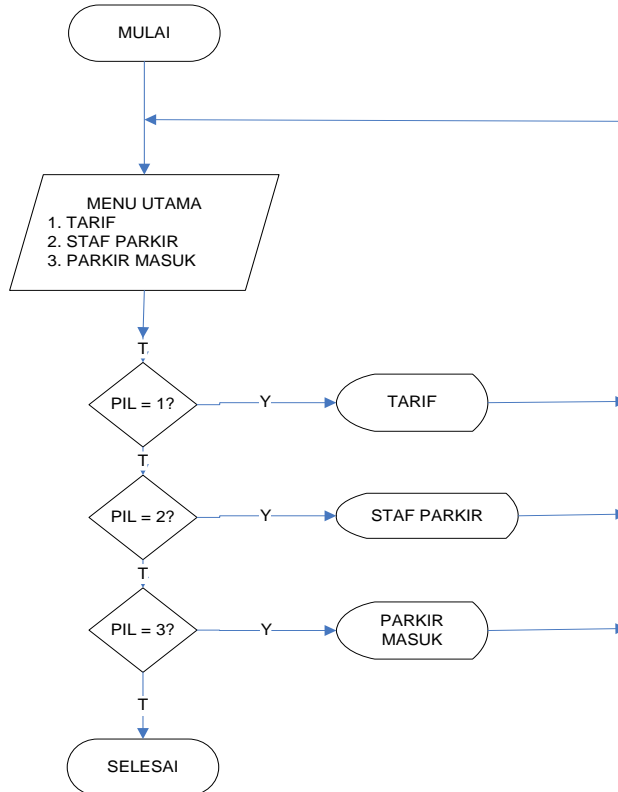 MULAI
MENU UTAMA
1. TARIF
2. STAF PARKIR
3. PARKIR MASUK
T
PIL = 1?
Y
TARIF
T
PIL = 2?
Y
STAF PARKIR
T
PIL = 3?
Y
PARKIR
MASUK
T
SELESAI